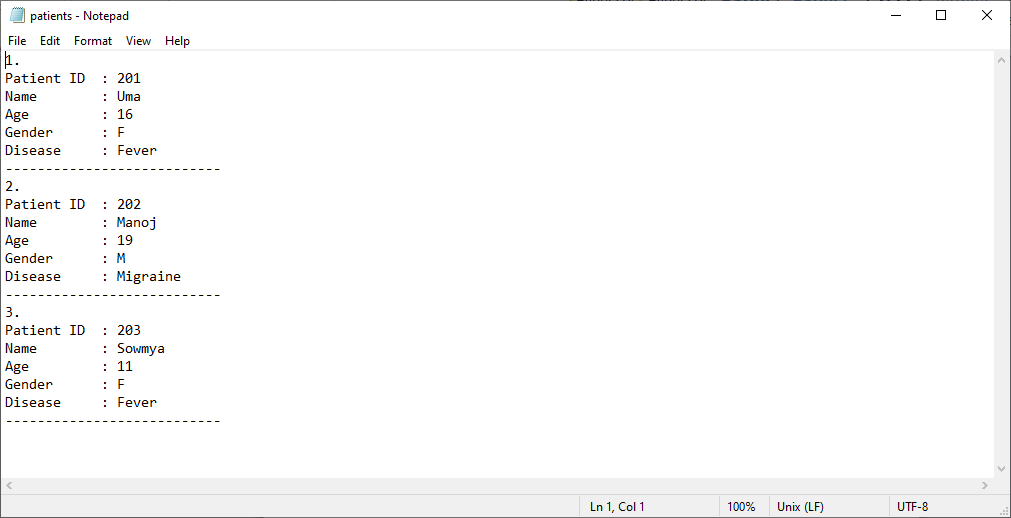 patients - Notepad
File Edit Format View Help
1.
Patient ID  : 201
Name        : Uma
Age         : 16
Gender      : F
Disease     : Fever
---------------------------
2.
Patient ID  : 202
Name        : Manoj
Age         : 19
Gender      : M
Disease     : Migraine
---------------------------
3.
Patient ID  : 203
Name        : Sowmya
Age         : 11
Gender      : F
Disease     : Fever
---------------------------
Ln 1, Col 1 100% Unix (LF) UTF-8